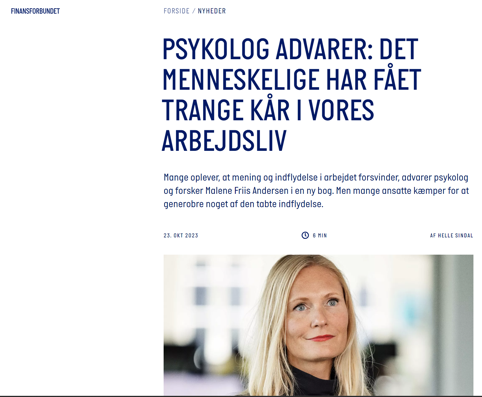 FINANSFORBUNDET
FORSIDE / NYHEDER
PSYKOLOG ADVARER: DET
MENNESKELIGE HAR FÅET
TRANGE KÅR I VORES
ARBEJDSLIV
Mange oplever, at mening og indflydelse i arbejdet forsvinder, advarer psykolog
og forsker Malene Friis Andersen i en ny bog. Men mange ansatte kæmper for at
generobre noget af den tabte indflydelse.
23. OKT 2023
6 MIN
AF HELLE SINDAL